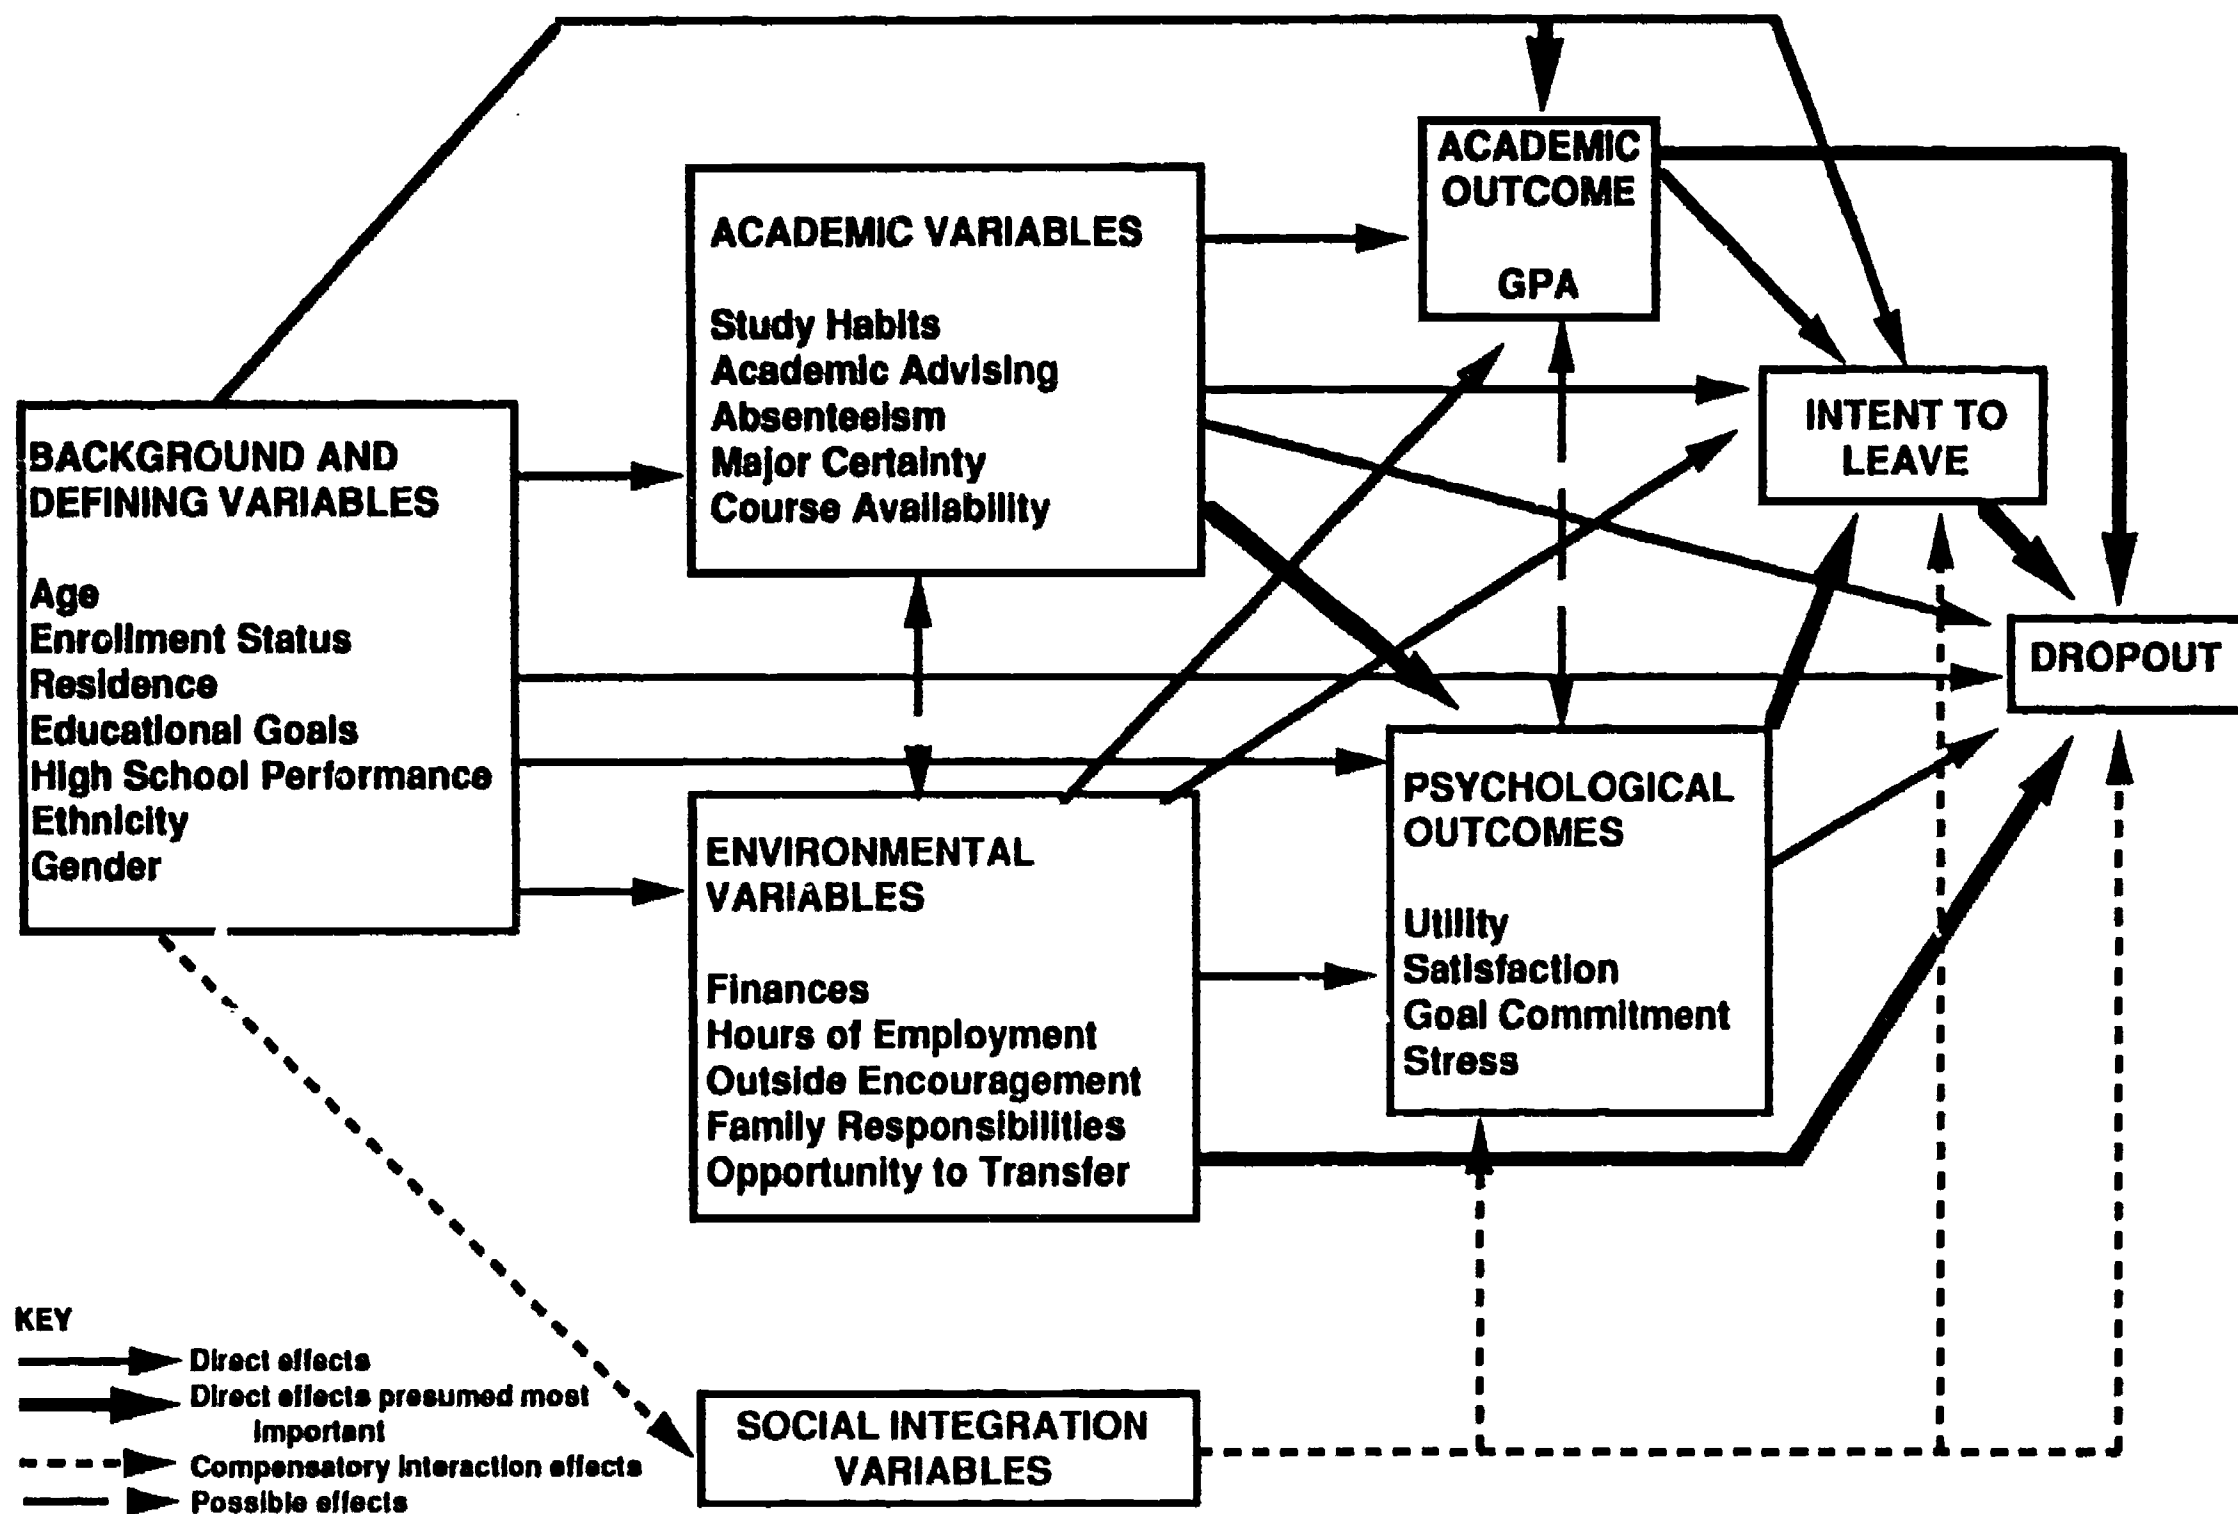 ACADEMIC
OUTCOME
GPA
ACADEMIC VARIABLES
Study Habits
Academic Advising
Absenteeism
Major Certainty
Course Availability
INTENT TO
LEAVE
BACKGROUND AND
DEFINING VARIABLES
Age
Enrollment Status
Residence
Educational Goals
High School Performance
Ethnicity
Gender
DROPOUT
PSYCHOLOGICAL
OUTCOMES
Utility
Satisfaction
Goal Commitment
Stress
ENVIRONMENTAL
VARIABLES
Finances
Hours of Employment
Outside Encouragement
Family Responsibilities
Opportunity to Transfer
SOCIAL INTEGRATION
VARIABLES
KEY
Direct effects
Direct effects presumed most
important
Compensatory interaction effects
Possible effects